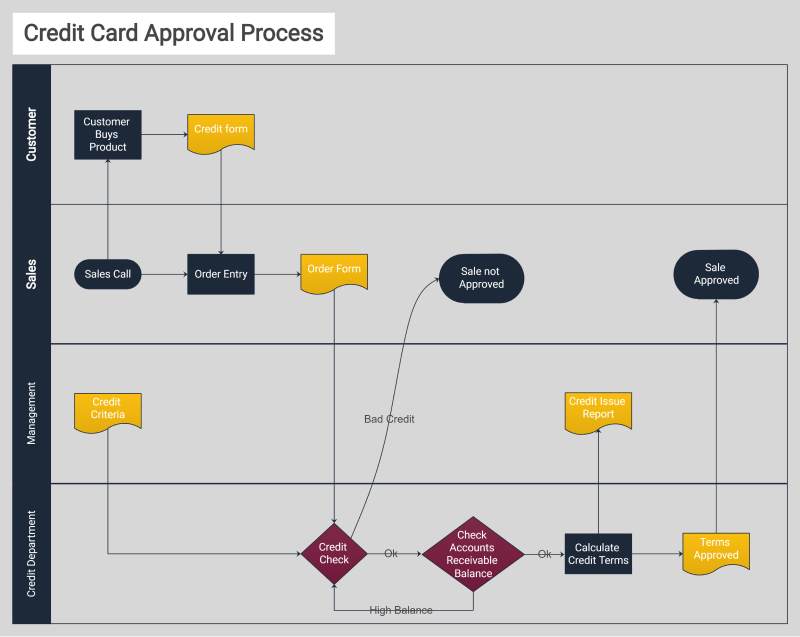 Credit Card Approval Process
Customer
Customer
Buys
Product
Credit form
Sales
Sales Call
Order Entry
Order Form
Sale not
Approved
Sale
Approved
Management
Credit
Criteria
Bad Credit
Credit Issue
Report
Credit Department
Credit
Check
Ok
Check
Accounts
Receivable
Balance
Ok
Calculate
Credit Terms
Terms
Approved
High Balance